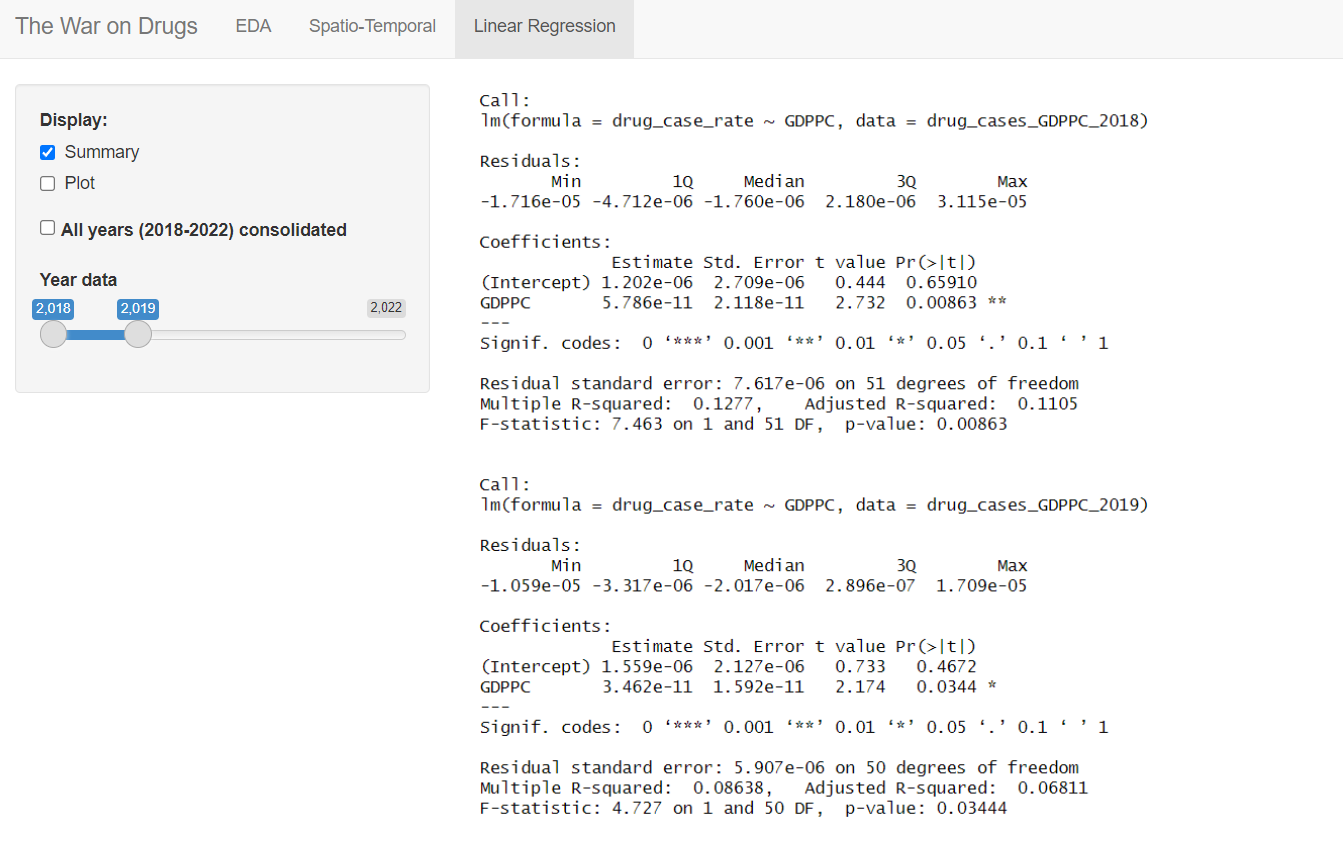 The War on Drugs EDA Spatio-Temporal Linear Regression
Display:
Summary
Plot
All years (2018-2022) consolidated
Year data
2,018 2,019 2,022
Call:
lm(formula = drug_case_rate ~ GDPPC, data = drug_cases_GDPPC_2018)
Residuals:
Min 1Q Median 3Q Max
-1.716e-05 -4.712e-06 -1.760e-06 2.180e-06 3.115e-05
Coefficients:
Estimate Std. Error t value Pr(>|t|)
(Intercept) 1.202e-06 2.709e-06 0.444 0.65910
GDPPC 5.786e-11 2.118e-11 2.732 0.00863 **
---
Signif. codes: 0 ‘***’ 0.001 ‘**’ 0.01 ‘*’ 0.05 ‘.’ 0.1 ‘ ’ 1
Residual standard error: 7.617e-06 on 51 degrees of freedom
Multiple R-squared: 0.1277, Adjusted R-squared: 0.1105
F-statistic: 7.463 on 1 and 51 DF, p-value: 0.00863
Call:
lm(formula = drug_case_rate ~ GDPPC, data = drug_cases_GDPPC_2019)
Residuals:
Min 1Q Median 3Q Max
-1.059e-05 -3.317e-06 -2.017e-06 2.896e-07 1.709e-05
Coefficients:
Estimate Std. Error t value Pr(>|t|)
(Intercept) 1.559e-06 2.127e-06 0.733 0.4672
GDPPC 3.462e-11 1.592e-11 2.174 0.0344 *
---
Signif. codes: 0 ‘***’ 0.001 ‘**’ 0.01 ‘*’ 0.05 ‘.’ 0.1 ‘ ’ 1
Residual standard error: 5.907e-06 on 50 degrees of freedom
Multiple R-squared: 0.08638, Adjusted R-squared: 0.06811
F-statistic: 4.727 on 1 and 50 DF, p-value: 0.03444